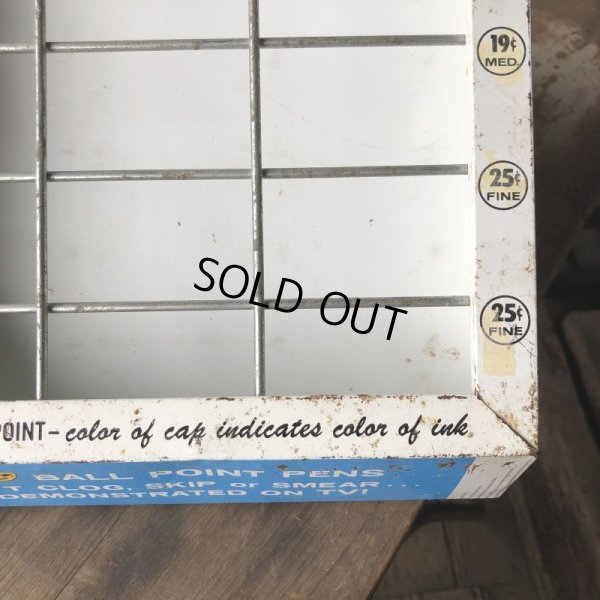 19¢
MED.
25¢
FINE
SOLD OUT
25¢
FINE
POINT-color of cap indicates color of ink
BALL POINT PENS
CLOG, SKIP or SMEAR...
DEMONSTRATED ON TV!